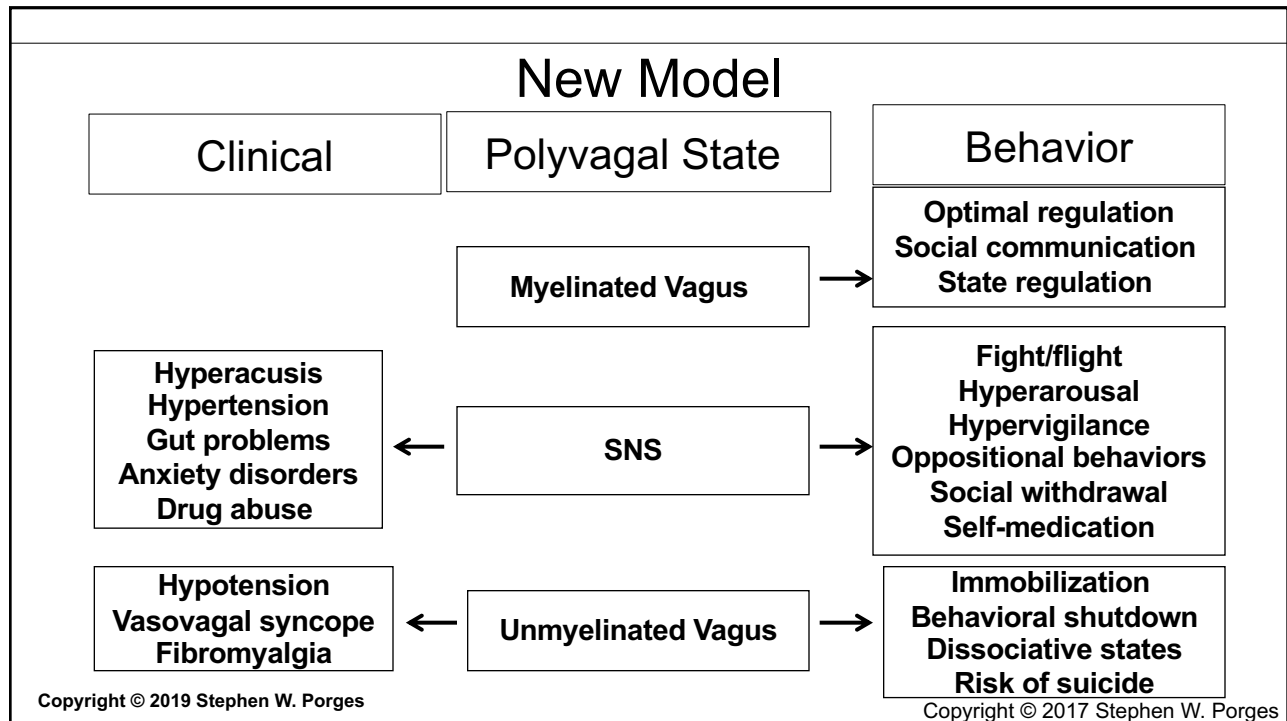 New Model
Clinical
Polyvagal State
Behavior
Optimal regulation
Social communication
State regulation
Myelinated Vagus
Hyperacusis
Hypertension
Gut problems
Anxiety disorders
Drug abuse
SNS
Fight/flight
Hyperarousal
Hypervigilance
Oppositional behaviors
Social withdrawal
Self-medication
Hypotension
Vasovagal syncope
Fibromyalgia
Unmyelinated Vagus
Immobilization
Behavioral shutdown
Dissociative states
Risk of suicide
Copyright © 2019 Stephen W. Porges
Copyright © 2017 Stephen W. Porges